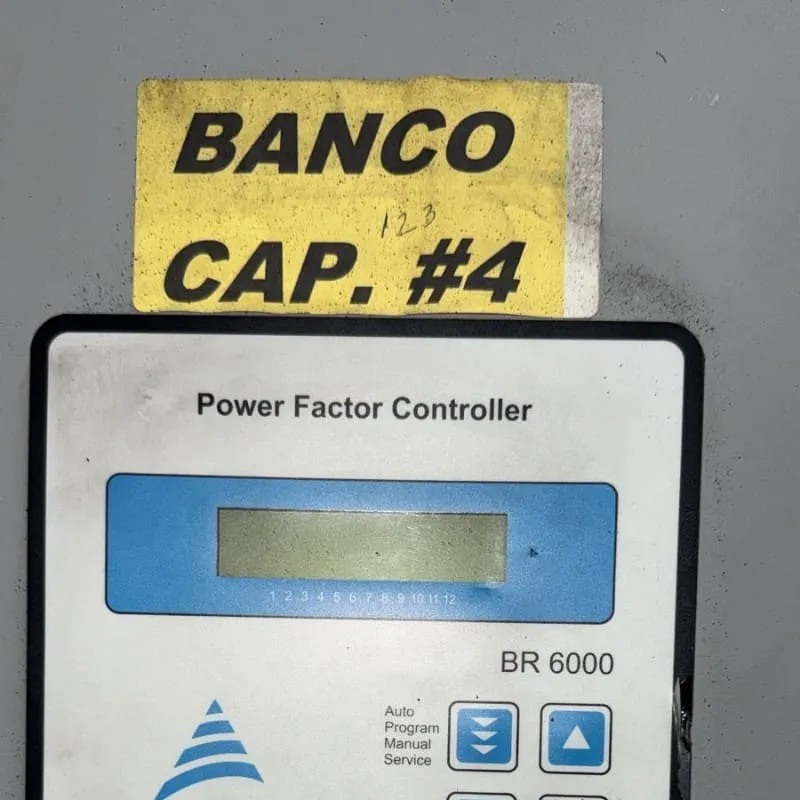 BANCO
123
CAP. #4
Power Factor Controller
1 2 3 4 5 6 7 8 9 10 11 12
BR 6000
Auto
Program
Manual
Service